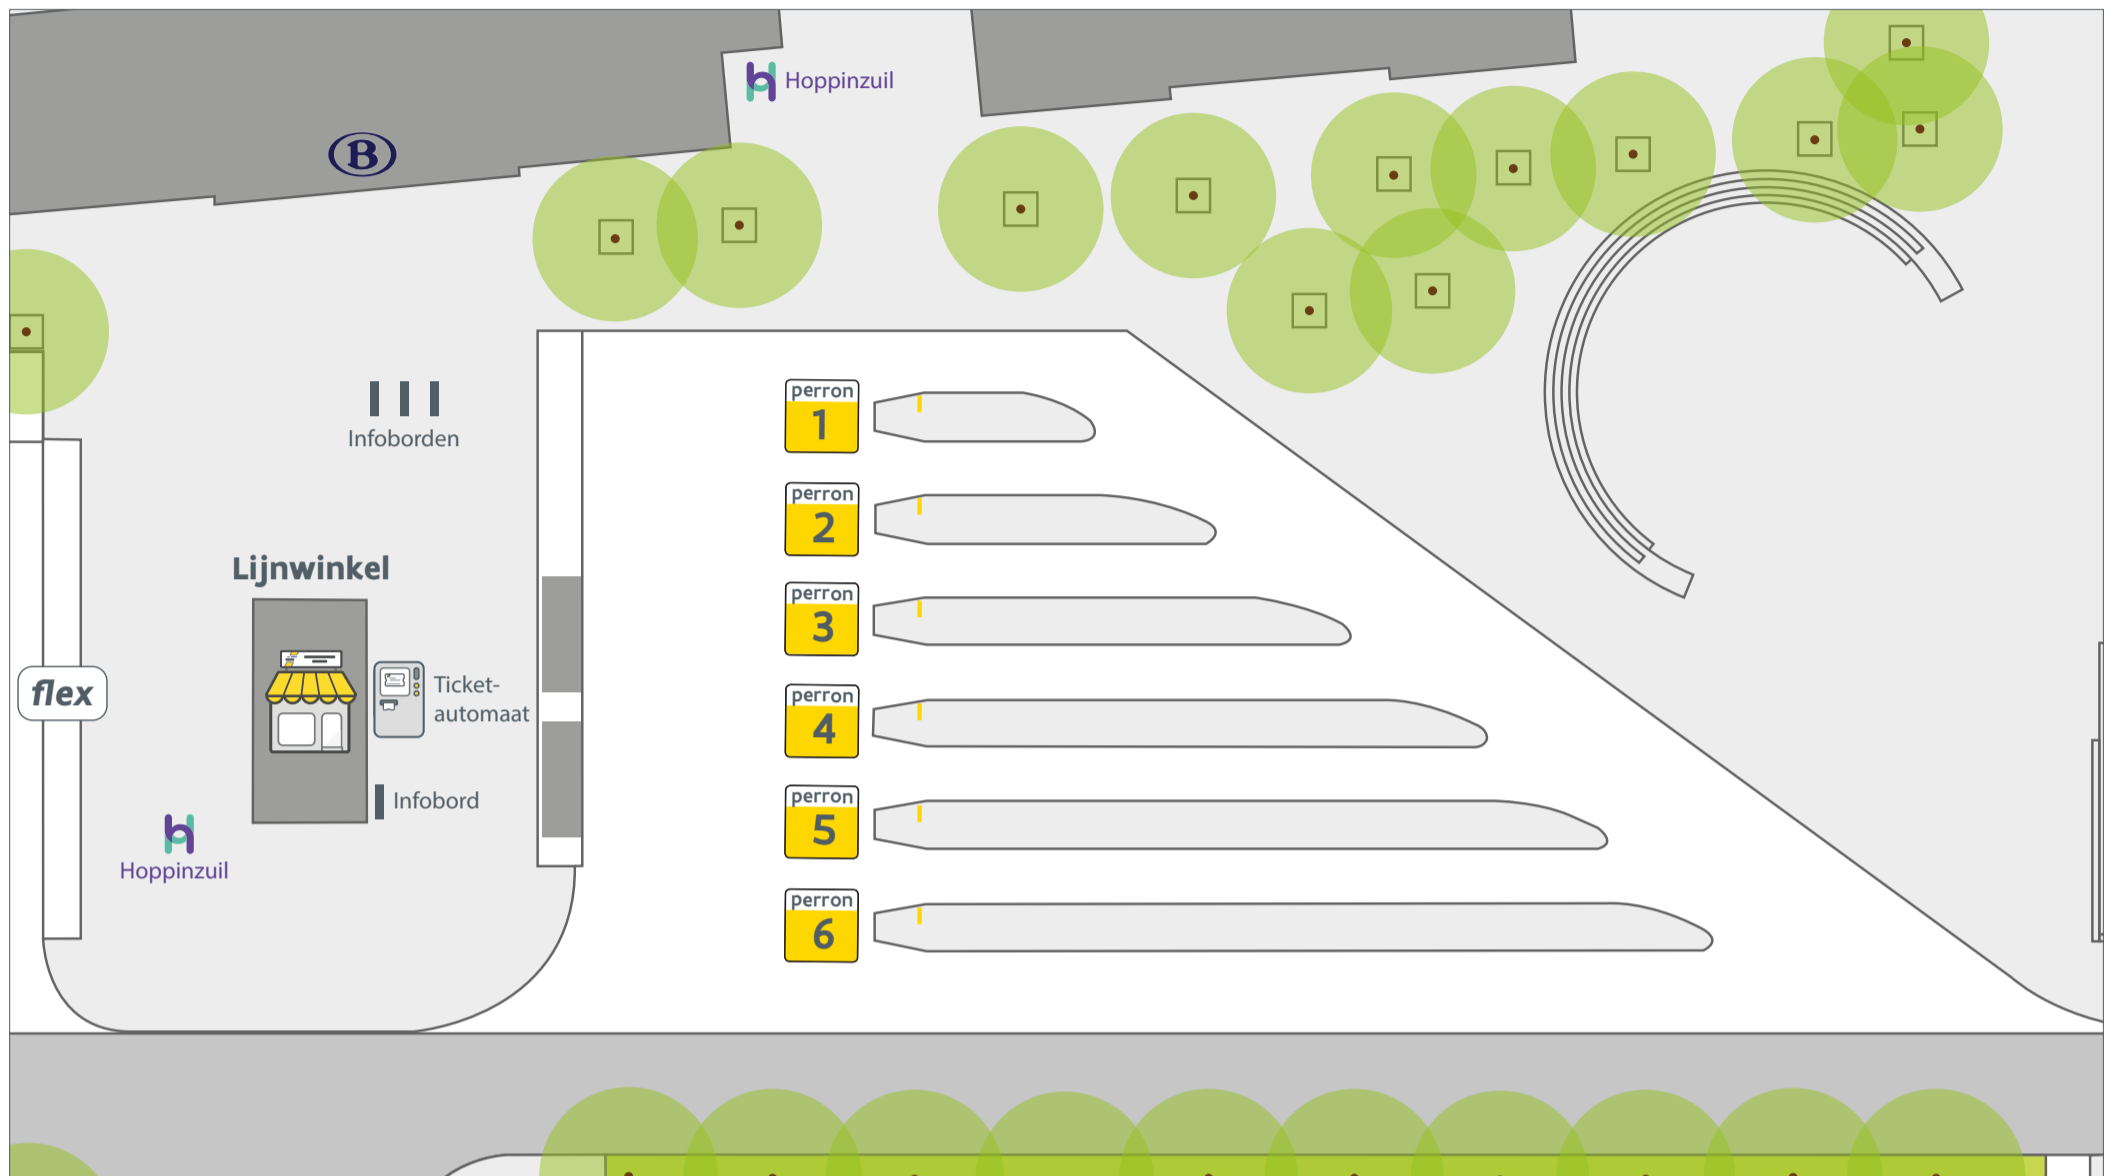 Hoppinzuil
B
perron
1
Infoborden
perron
2
Lijnwinkel
perron
3
flex
Ticket-
automaat
perron
4
Infobord
perron
5
Hoppinzuil
perron
6